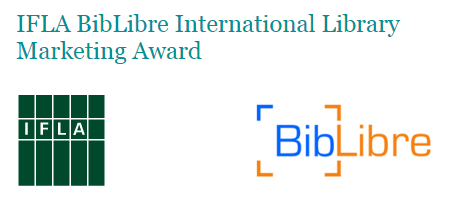 IFLA BibLibre International Library
Marketing Award
IFLA
BibLibre